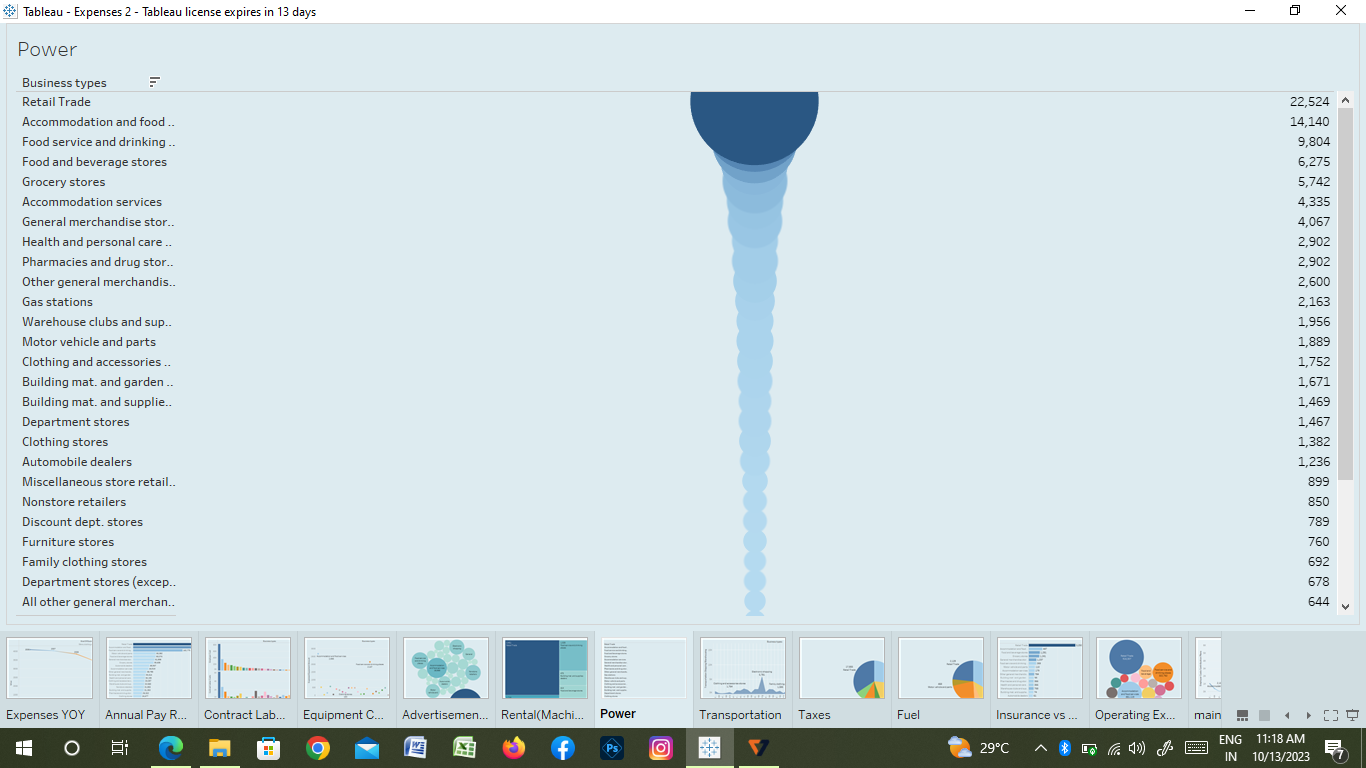 Tableau - Expenses 2 - Tableau license expires in 13 days
Power
Business types
Retail Trade 22,524
Accommodation and food .. 14,140
Food service and drinking .. 9,804
Food and beverage stores 6,275
Grocery stores 5,742
Accommodation services 4,335
General merchandise stor.. 4,067
Health and personal care .. 2,902
Pharmacies and drug stor.. 2,902
Other general merchandis.. 2,600
Gas stations 2,163
Warehouse clubs and sup.. 1,956
Motor vehicle and parts 1,889
Clothing and accessories .. 1,752
Building mat. and garden .. 1,671
Building mat. and supplie.. 1,469
Department stores 1,467
Clothing stores 1,382
Automobile dealers 1,236
Miscellaneous store retail.. 899
Nonstore retailers 850
Discount dept. stores 789
Furniture stores 760
Family clothing stores 692
Department stores (excep.. 678
All other general merchan.. 644
Expenses YOY Annual Pay R... Contract Lab... Equipment C... Advertisemen... Rental(Machi... Power Transportation Taxes Fuel Insurance vs ... Operating Ex... main
29°C ENG 11:18 AM
IN 10/13/2023 7